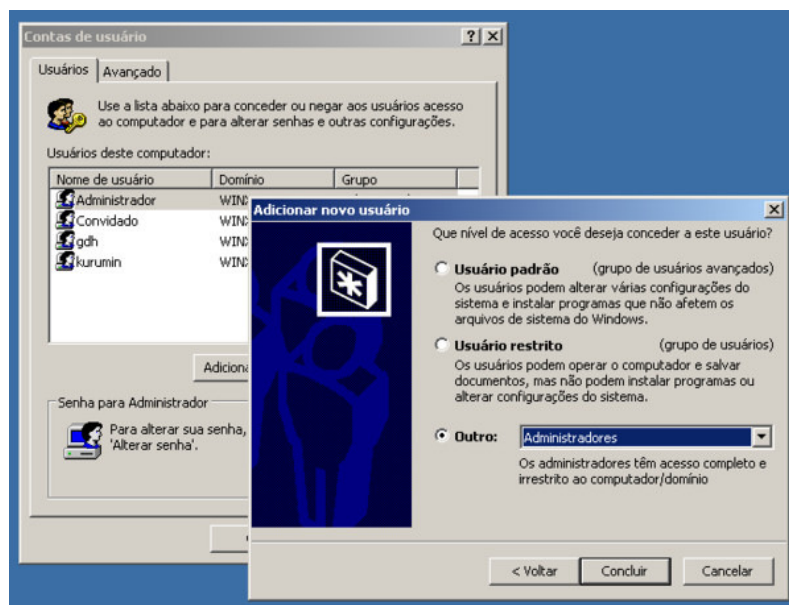 Contas de usuário
Usuários
Avançado
Use a lista abaixo para conceder ou negar aos usuários acesso
ao computador e para alterar senhas e outras configurações.
Usuários deste computador:
Nome de usuário
Domínio
Grupo
Administrador
Convidado
gdh
kurumin
Senha para Administrador
Para alterar sua senha,
'Alterar senha'.
Adicionar novo usuário
Que nível de acesso você deseja conceder a este usuário?
Usuário padrão (grupo de usuários avançados)
Os usuários podem alterar várias configurações do
sistema e instalar programas que não afetem os
arquivos de sistema do Windows.
Usuário restrito (grupo de usuários)
Os usuários podem operar o computador e salvar
documentos, mas não podem instalar programas ou
alterar configurações do sistema.
Outro: Administradores
Os administradores têm acesso completo e
irrestrito ao computador/domínio
< Voltar
Concluir
Cancelar